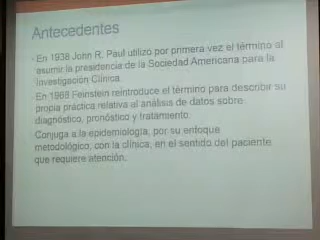 Antecedentes
En 1938 John R. Paul utilizo por primera vez el término al
asumir la presidencia de la Sociedad Americana para la
Investigación Clínica.
En 1968 Feinstein reintroduce el término para describir su
propia práctica relativa al análisis de datos sobre
diagnóstico, pronóstico y tratamiento.
Conjuga a la epidemiología, por su enfoque
metodológico, con la clínica, en el sentido del paciente
que requiere atención.